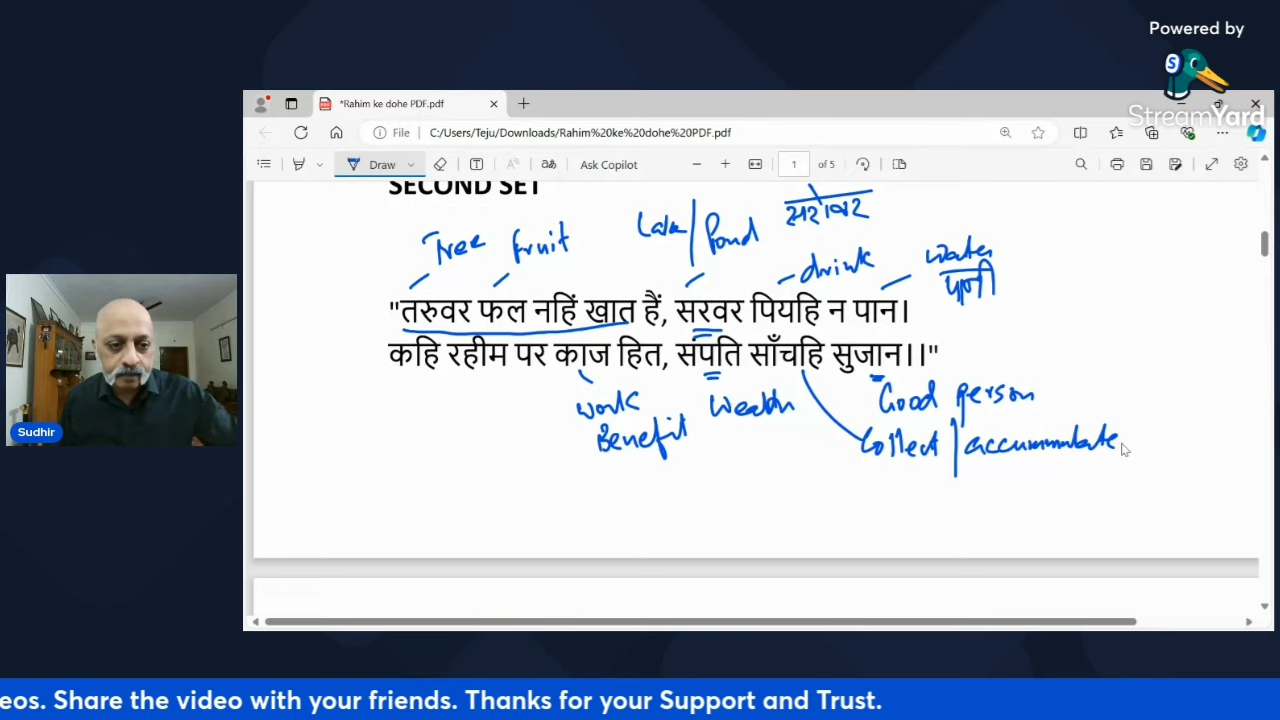 Powered by
StreamYard
*Rahim ke dohe PDF.pdf
File C:/Users/Teju/Downloads/Rahim%20ke%20dohe%20PDF.pdf
Draw Ask Copilot 1 of 5
SECOND SET
सरोवर
Lake | Pond
Tree fruit
drink water
पानी
"तरुवर फल नहिं खात हैं, सरवर पियहि न पान।
कहि रहीम पर काज हित, संपति साँचहि सुजान।।"
work Wealth Good person
Benefit Collect | accummulate
Sudhir
eos. Share the video with your friends. Thanks for your Support and Trust.